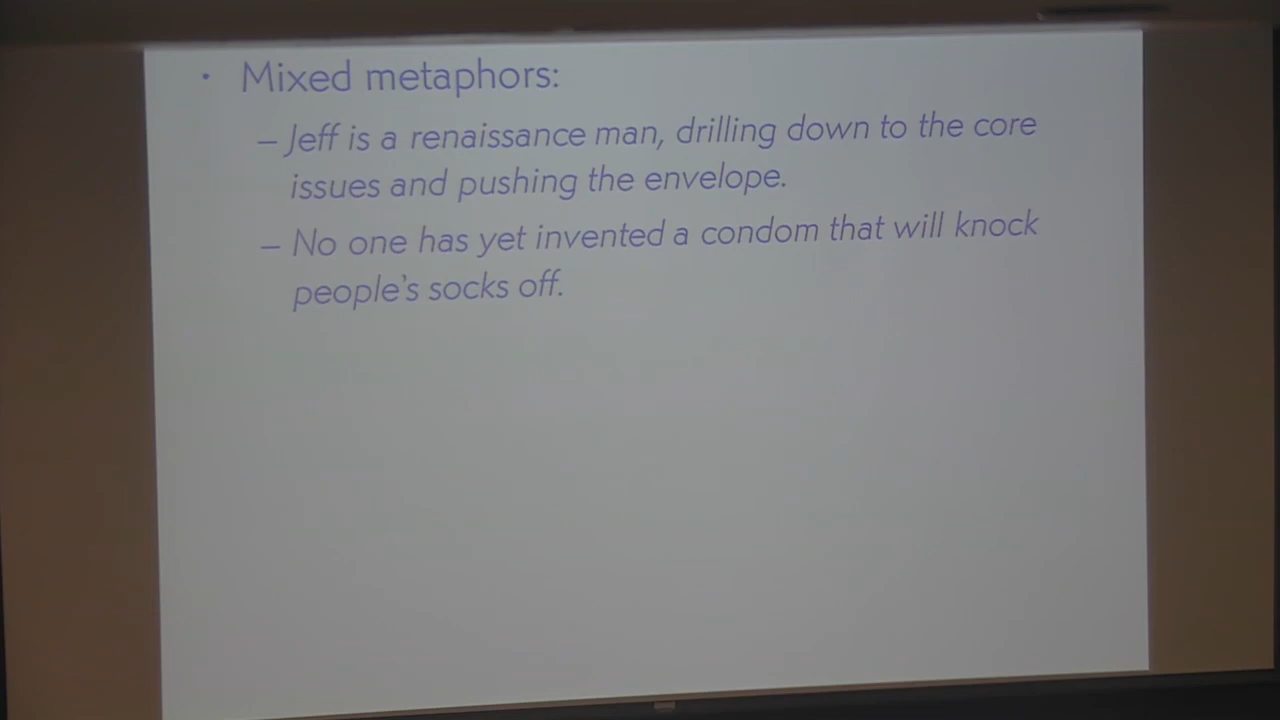 • Mixed metaphors:
– Jeff is a renaissance man, drilling down to the core
issues and pushing the envelope.
– No one has yet invented a condom that will knock
people's socks off.